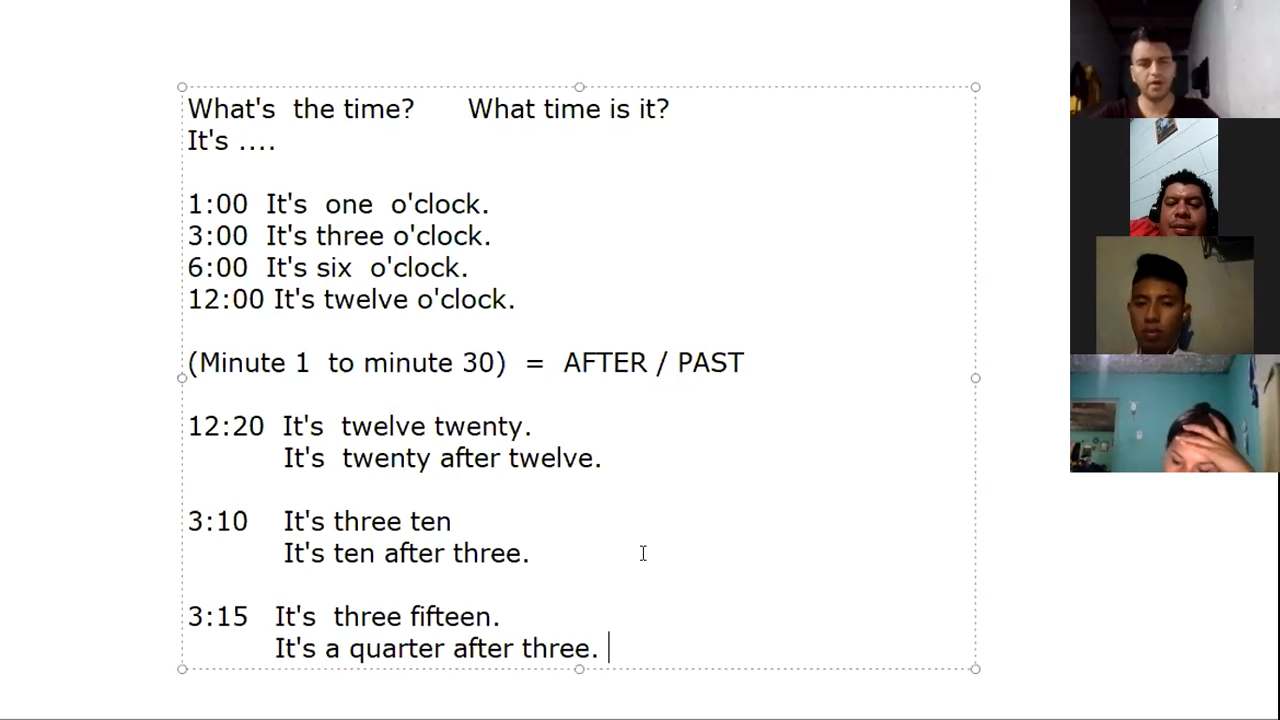 What's the time? What time is it?
It's ....
1:00 It's one o'clock.
3:00 It's three o'clock.
6:00 It's six o'clock.
12:00 It's twelve o'clock.
(Minute 1 to minute 30) = AFTER / PAST
12:20 It's twelve twenty.
It's twenty after twelve.
3:10 It's three ten
It's ten after three.
3:15 It's three fifteen.
It's a quarter after three.